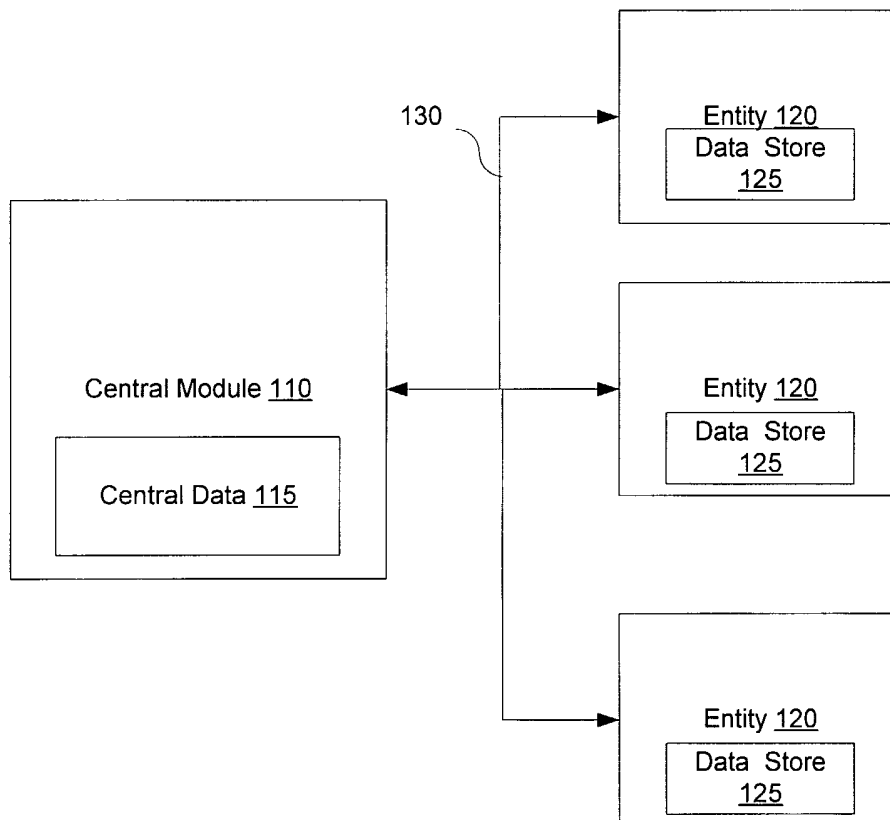 130
Entity 120
Data Store
125
Central Module 110
Central Data 115
Entity 120
Data Store
125
Entity 120
Data Store
125